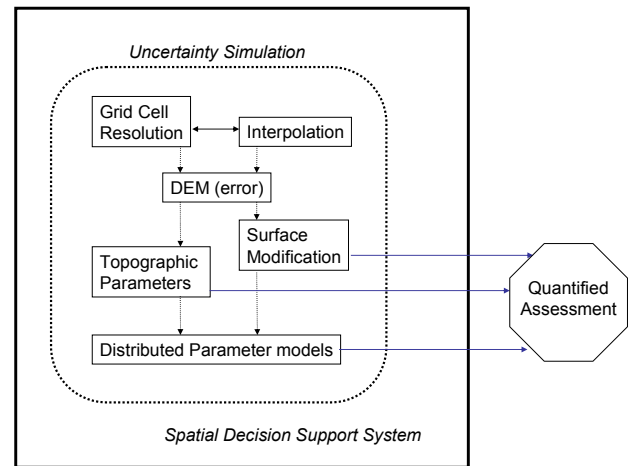 Uncertainty Simulation
Grid Cell
Resolution
Interpolation
DEM (error)
Surface
Modification
Topographic
Parameters
Quantified
Assessment
Distributed Parameter models
Spatial Decision Support System